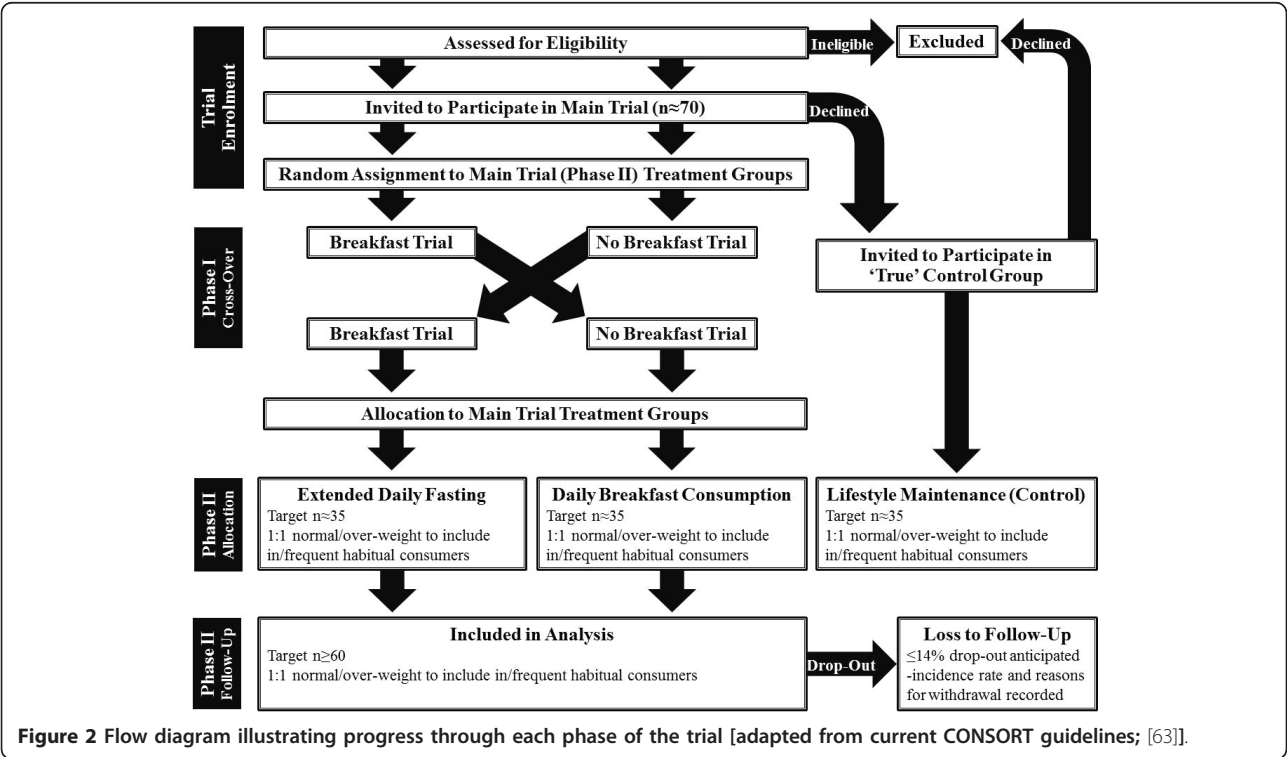 Trial
Enrolment
Assessed for Eligibility
Ineligible
Excluded
Declined
Invited to Participate in Main Trial (n≈70)
Declined
Random Assignment to Main Trial (Phase II) Treatment Groups
Phase I
Cross-Over
Breakfast Trial
No Breakfast Trial
Invited to Participate in
‘True’ Control Group
Breakfast Trial
No Breakfast Trial
Allocation to Main Trial Treatment Groups
Phase II
Allocation
Extended Daily Fasting
Target n≈35
1:1 normal/over-weight to include
in/frequent habitual consumers
Daily Breakfast Consumption
Target n≈35
1:1 normal/over-weight to include
in/frequent habitual consumers
Lifestyle Maintenance (Control)
Target n≈35
1:1 normal/over-weight to include
in/frequent habitual consumers
Phase II
Follow-Up
Included in Analysis
Target n≥60
1:1 normal/over-weight to include in/frequent habitual consumers
Drop-Out
Loss to Follow-Up
≤14% drop-out anticipated
-incidence rate and reasons
for withdrawal recorded
Figure 2 Flow diagram illustrating progress through each phase of the trial [adapted from current CONSORT guidelines; [63]].